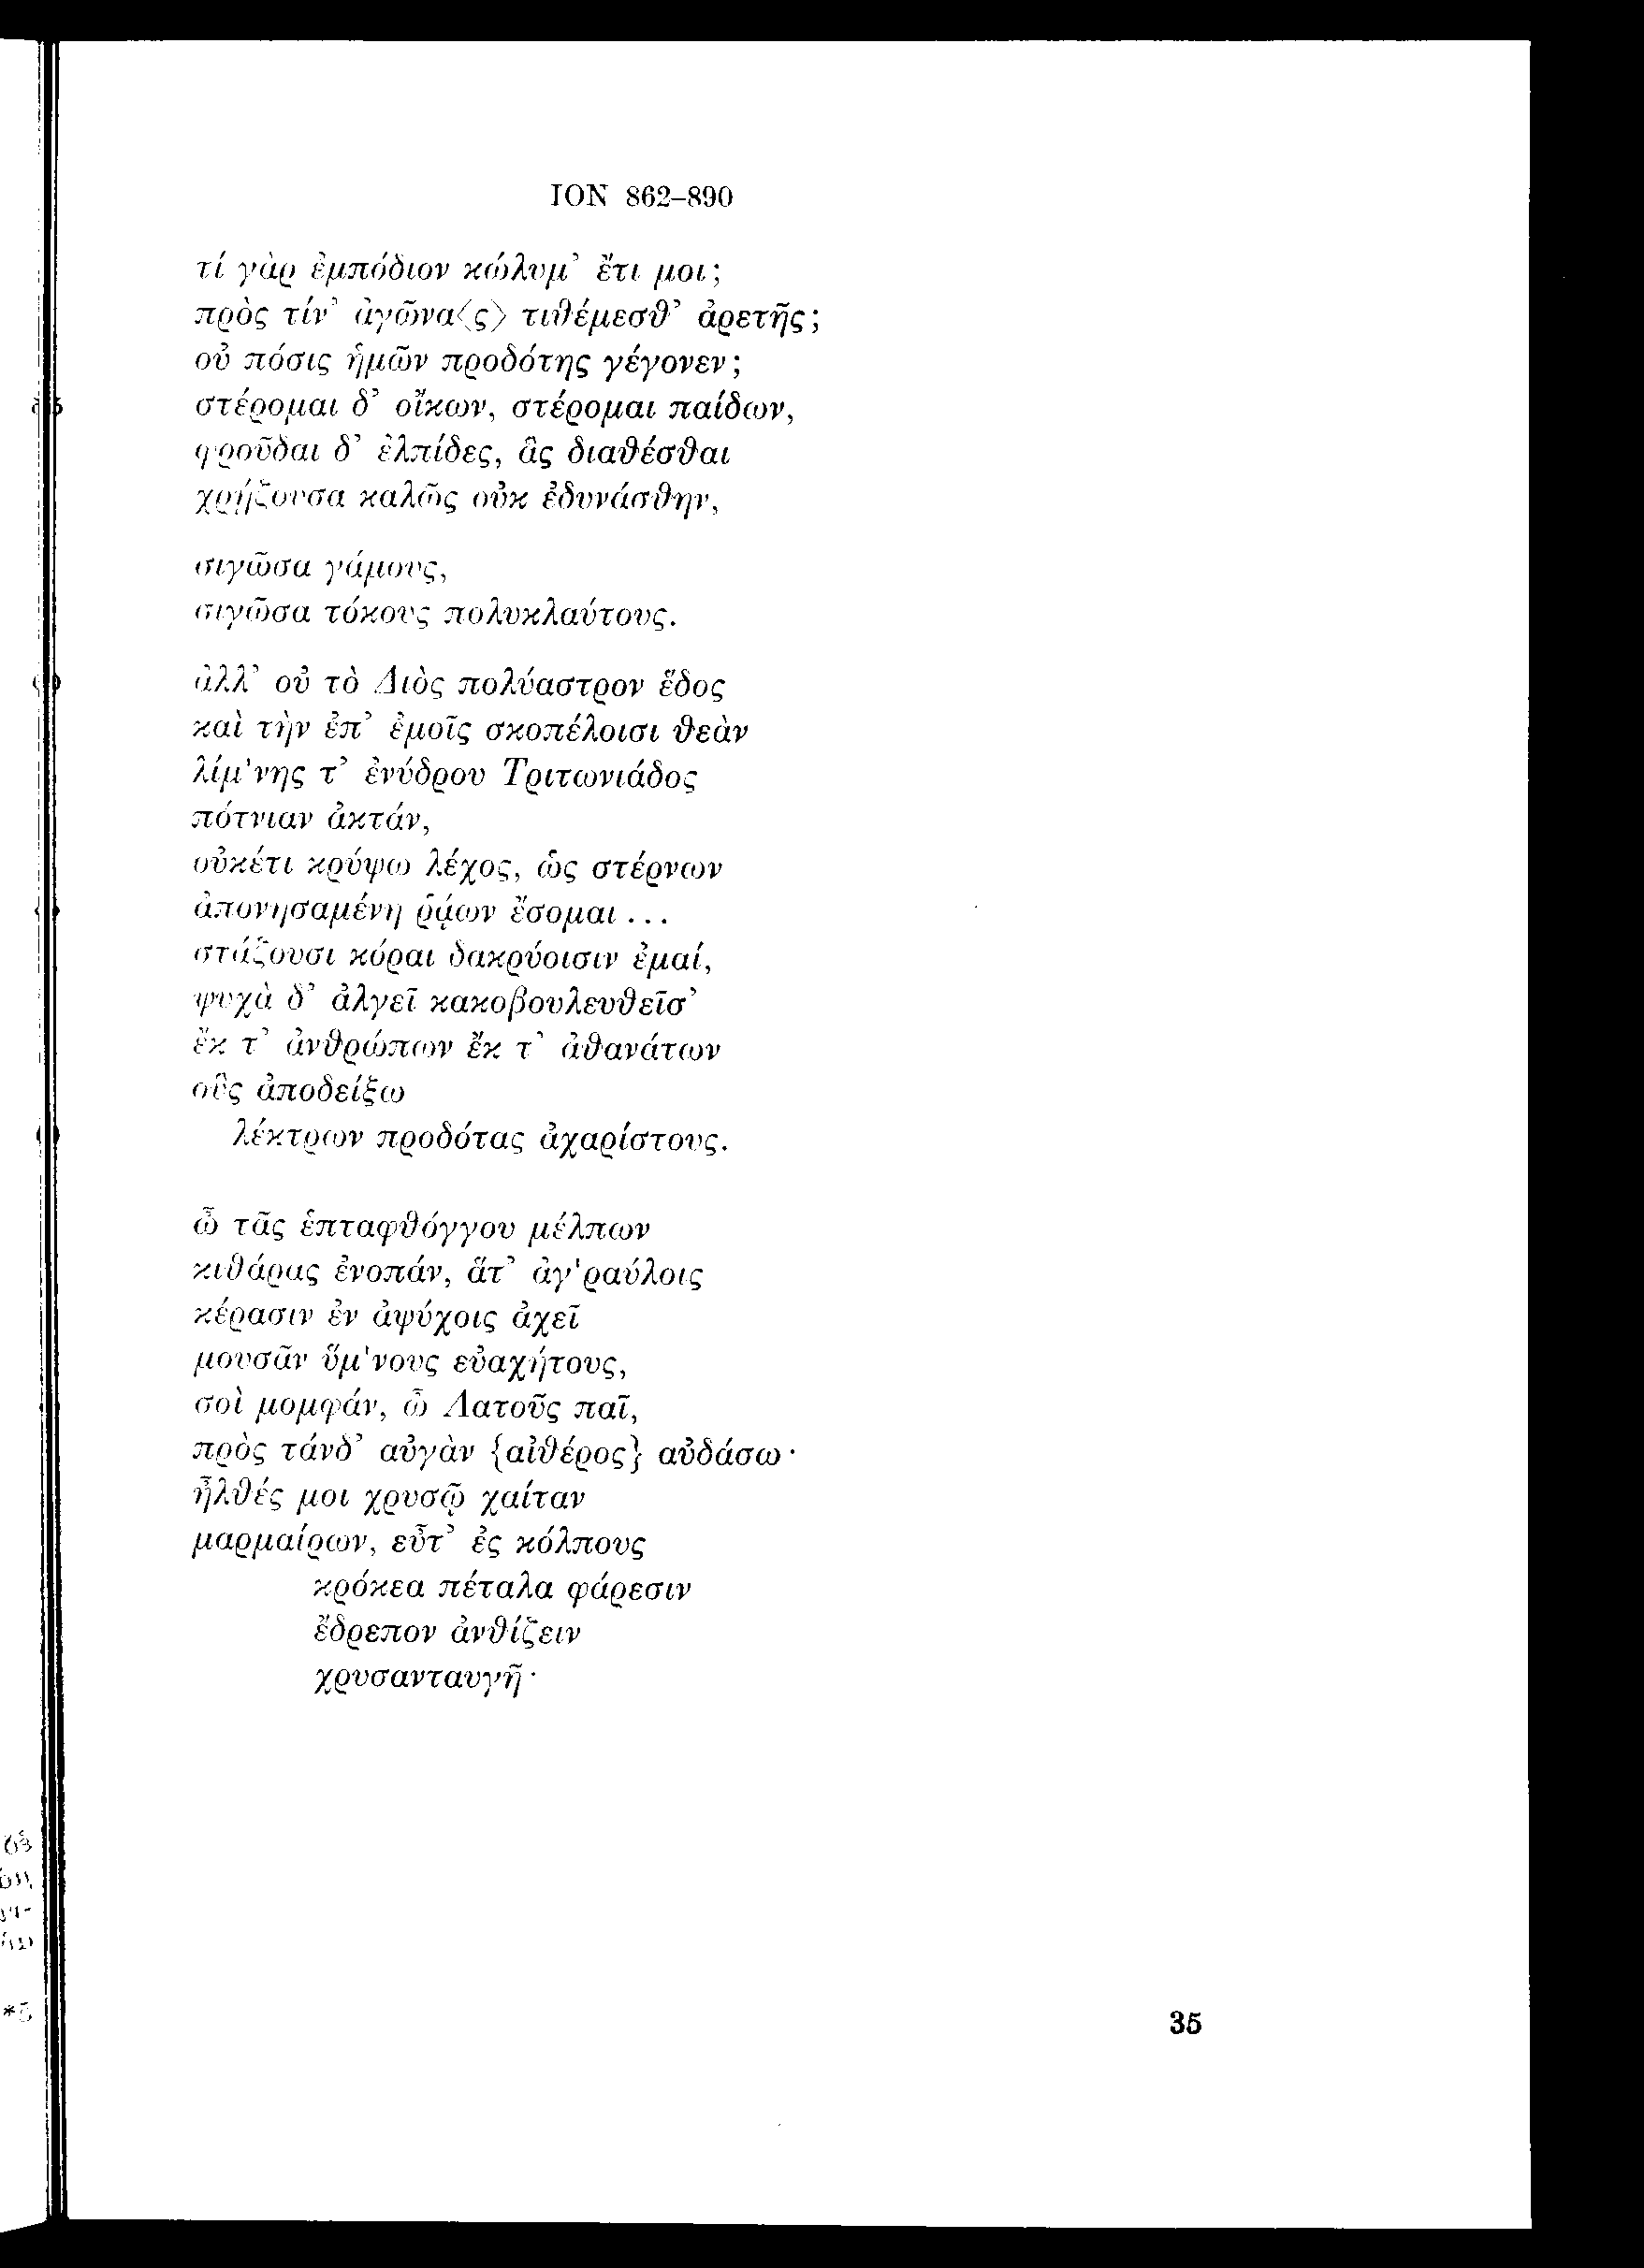 ION 862–890
τί γὰρ ἐμπόδιον κώλυμ’ ἔτι μοι;
πρὸς τίν’ ἀγῶνα⟨ς⟩ τιθέμεσθ’ ἀρετῆς;
οὐ πόσις ἡμῶν προδότης γέγονεν;
στέρομαι δ’ οἴκων, στέρομαι παίδων,
φροῦδαι δ’ ἐλπίδες, ἃς διαθέσθαι
χρῄζουσα καλῶς οὐκ ἐδυνάσθην,
σιγῶσα γάμους,
σιγῶσα τόκους πολυκλαύτους.
ἀλλ’ οὐ τὸ Διὸς πολύαστρον ἕδος
καὶ τὴν ἐπ’ ἐμοῖς σκοπέλοισι θεὰν
λίμ'νης τ’ ἐνύδρου Τριτωνιάδος
πότνιαν ἀκτάν,
οὐκέτι κρύψω λέχος, ὡς στέρνων
ἀπονησαμένη ῥᾴων ἔσομαι ...
στάζουσι κόραι δακρύοισιν ἐμαί,
ψυχὰ δ’ ἀλγεῖ κακοβουλευθεῖσ’
ἔκ τ’ ἀνθρώπων ἔκ τ’ ἀθανάτων
οὓς ἀποδείξω
λέκτρων προδότας ἀχαρίστους.
ὦ τᾶς ἑπταφθόγγου μέλπων
κιθάρας ἐνοπάν, ἅτ’ ἀγ'ραύλοις
κέρασιν ἐν ἀψύχοις ἀχεῖ
μουσᾶν ὕμ'νους εὐαχήτους,
σοὶ μομφάν, ὦ Λατοῦς παῖ,
πρὸς τάνδ’ αὐγὰν {αἰθέρος} αὐδάσω·
ἦλθές μοι χρυσῷ χαίταν
μαρμαίρων, εὖτ’ ἐς κόλπους
κρόκεα πέταλα φάρεσιν
ἔδρεπον ἀνθίζειν
χρυσανταυγῆ·
35